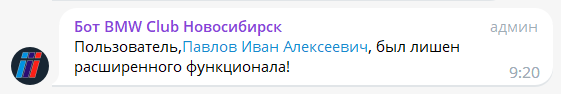 Бот BMW Club Новосибирск админ
Пользователь,Павлов Иван Алексеевич, был лишен
расширенного функционала!
9:20